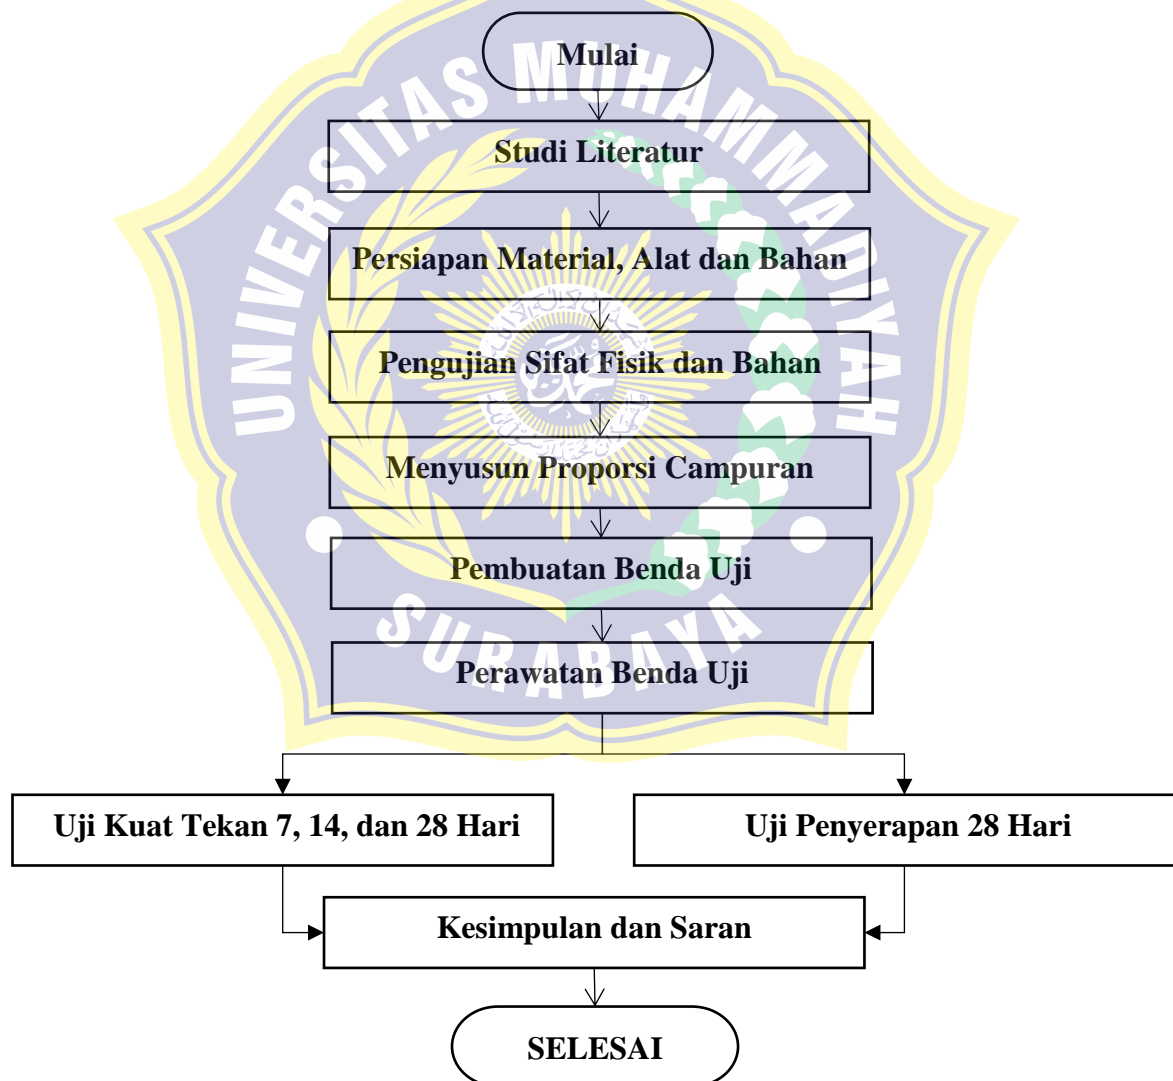 Mulai
UNIVERSITAS MUHAMMADIYAH
Studi Literatur
Persiapan Material, Alat dan Bahan
Pengujian Sifat Fisik dan Bahan
Menyusun Proporsi Campuran
Pembuatan Benda Uji
SURABAYA
Perawatan Benda Uji
Uji Kuat Tekan 7, 14, dan 28 Hari
Uji Penyerapan 28 Hari
Kesimpulan dan Saran
SELESAI